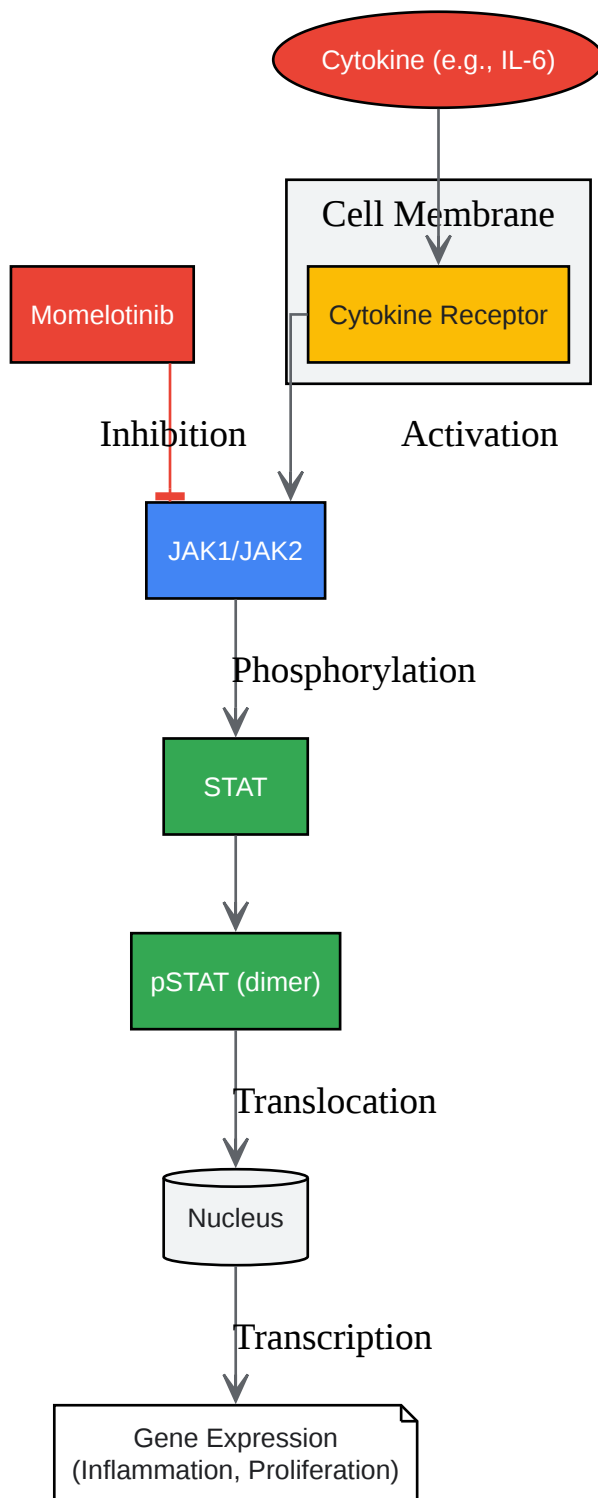 Cytokine (e.g., IL-6)
Cell Membrane
Momelotinib
Cytokine Receptor
Inhibition
Activation
JAK1/JAK2
Phosphorylation
STAT
pSTAT (dimer)
Translocation
Nucleus
Transcription
Gene Expression
(Inflammation, Proliferation)